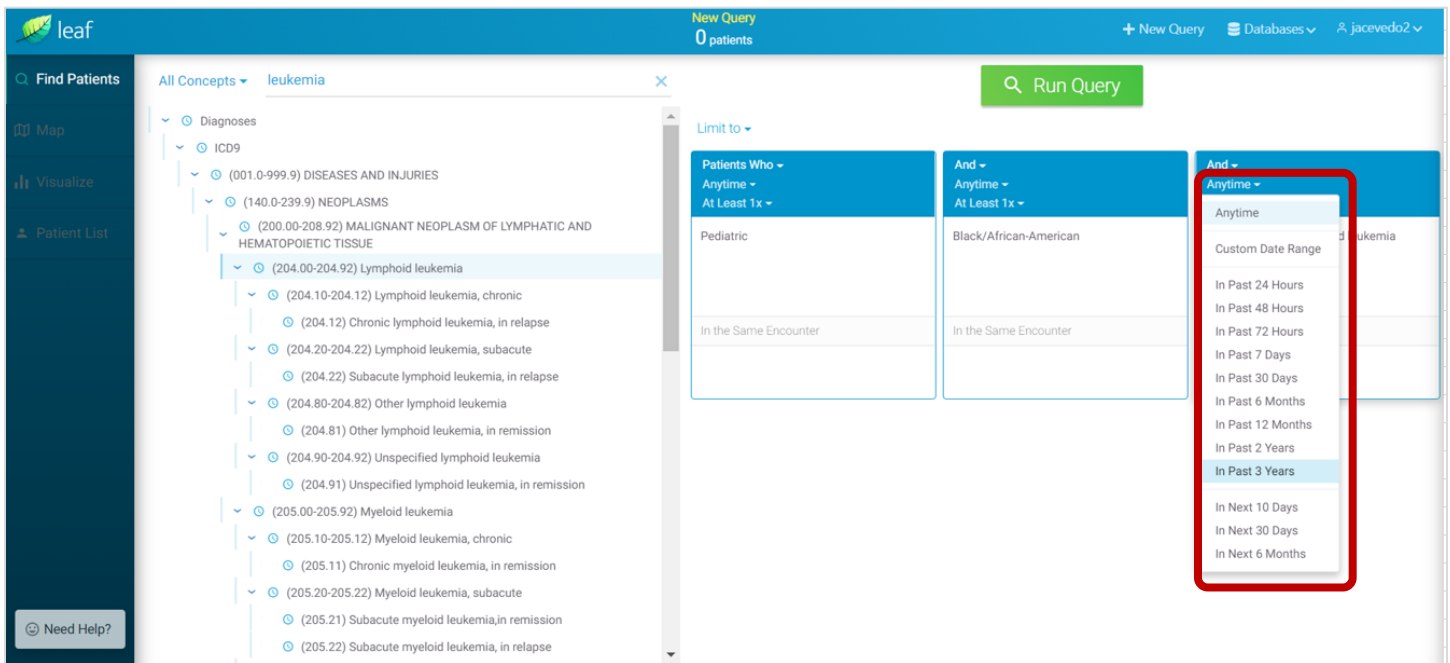 leaf
New Query
0 patients
+ New Query
Databases
jacevedo2
Find Patients
Map
Visualize
Patient List
Need Help?
All Concepts
leukemia
Diagnoses
ICD9
(001.0-999.9) DISEASES AND INJURIES
(140.0-239.9) NEOPLASMS
(200.00-208.92) MALIGNANT NEOPLASM OF LYMPHATIC AND
HEMATOPOIETIC TISSUE
(204.00-204.92) Lymphoid leukemia
(204.10-204.12) Lymphoid leukemia, chronic
(204.12) Chronic lymphoid leukemia, in relapse
(204.20-204.22) Lymphoid leukemia, subacute
(204.22) Subacute lymphoid leukemia, in relapse
(204.80-204.82) Other lymphoid leukemia
(204.81) Other lymphoid leukemia, in remission
(204.90-204.92) Unspecified lymphoid leukemia
(204.91) Unspecified lymphoid leukemia, in remission
(205.00-205.92) Myeloid leukemia
(205.10-205.12) Myeloid leukemia, chronic
(205.11) Chronic myeloid leukemia, in remission
(205.20-205.22) Myeloid leukemia, subacute
(205.21) Subacute myeloid leukemia,in remission
(205.22) Subacute myeloid leukemia, in relapse
Run Query
Limit to
Patients Who
Anytime
At Least 1x
Pediatric
In the Same Encounter
And
Anytime
At Least 1x
Black/African-American
In the Same Encounter
And
Anytime
Anytime
Custom Date Range
In Past 24 Hours
In Past 48 Hours
In Past 72 Hours
In Past 7 Days
In Past 30 Days
In Past 6 Months
In Past 12 Months
In Past 2 Years
In Past 3 Years
In Next 10 Days
In Next 30 Days
In Next 6 Months